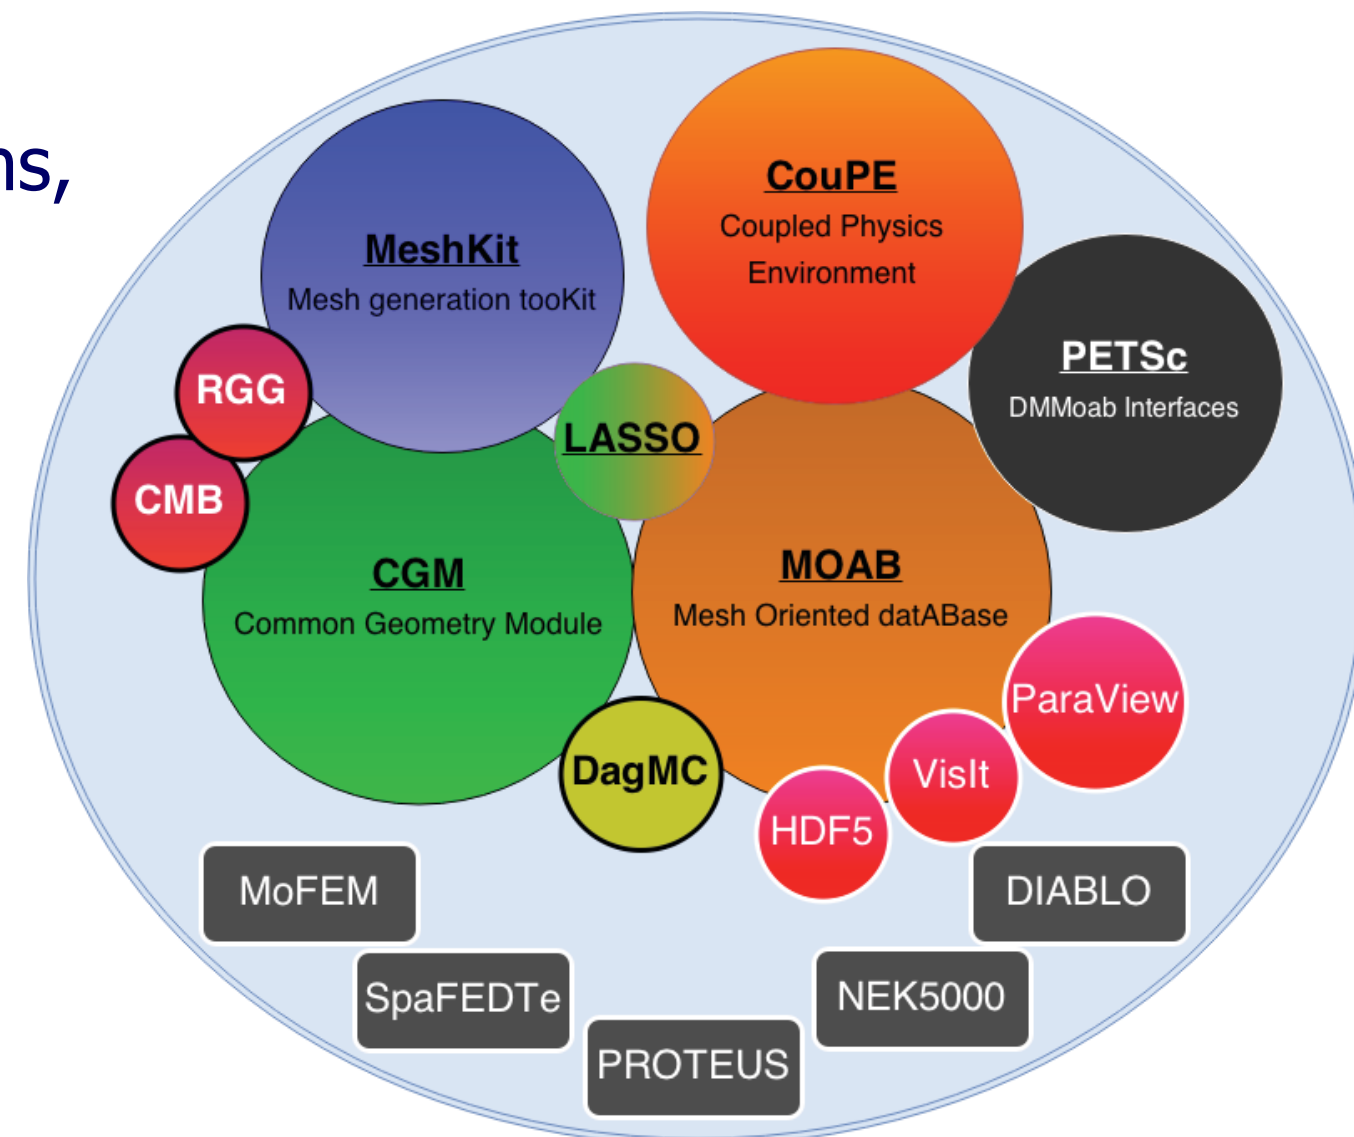 ns,
CouPE
Coupled Physics
Environment
MeshKit
Mesh generation tooKit
PETSc
DMMoab Interfaces
RGG
LASSO
CMB
CGM
Common Geometry Module
MOAB
Mesh Oriented datABase
ParaView
DagMC
VisIt
HDF5
MoFEM
DIABLO
SpaFEDTe
NEK5000
PROTEUS